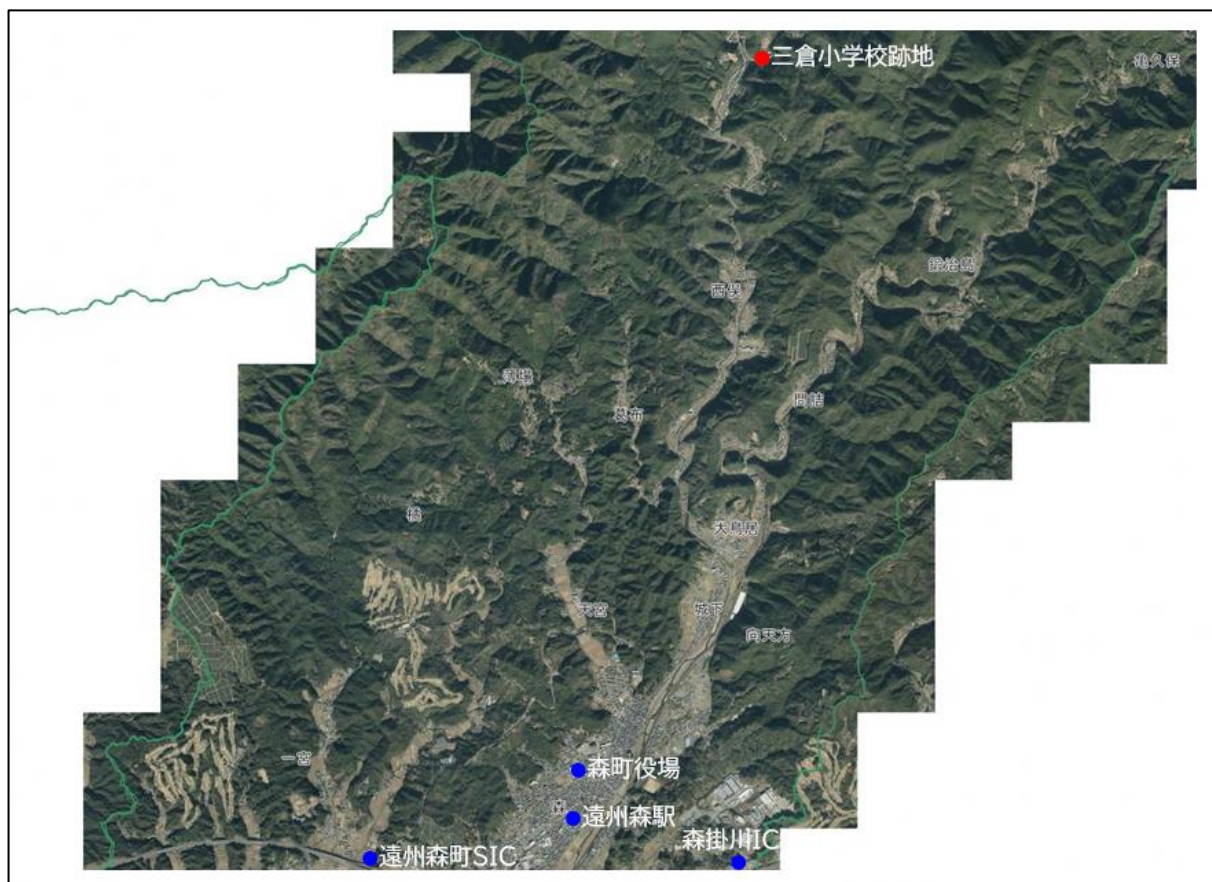 三倉小学校跡地
亀久保
鍛治島
西俣
薄場
葛布
問詰
橘
大鳥居
天宮
城下
向天方
一宮
森町役場
森
遠州森駅
森掛川IC
遠州森町SIC